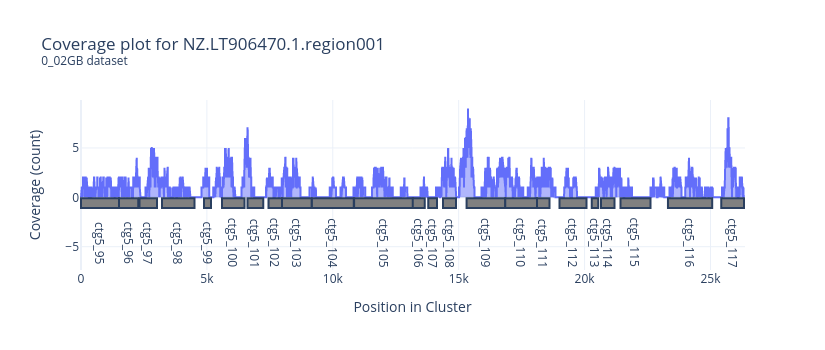 Coverage plot for NZ.LT906470.1.region001
0_02GB dataset
Coverage (count)
5
0
−5
ctg5_95
ctg5_96
ctg5_97
ctg5_98
ctg5_99
ctg5_100
ctg5_101
ctg5_102
ctg5_103
ctg5_104
ctg5_105
ctg5_106
ctg5_107
ctg5_108
ctg5_109
ctg5_110
ctg5_111
ctg5_112
ctg5_113
ctg5_114
ctg5_115
ctg5_116
ctg5_117
0
5k
10k
15k
20k
25k
Position in Cluster